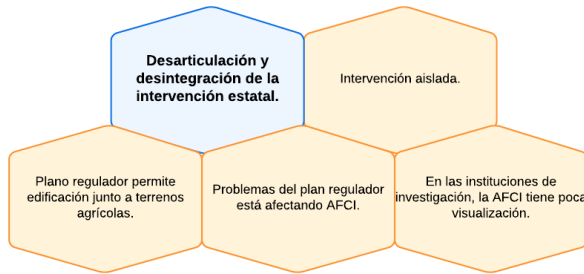 Desarticulación y
desintegración de la
intervención estatal.
Intervención aislada.
Plano regulador permite
edificación junto a terrenos
agrícolas.
Problemas del plan regulador
está afectando AFCI.
En las instituciones de
investigación, la AFCI tiene poca
visualización.